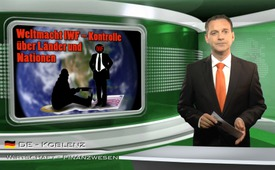 Weltmacht IWF - Kontrolle
über Länder und
Nationen
DE - Koblenz
Wirtschaft - Finanzwesen